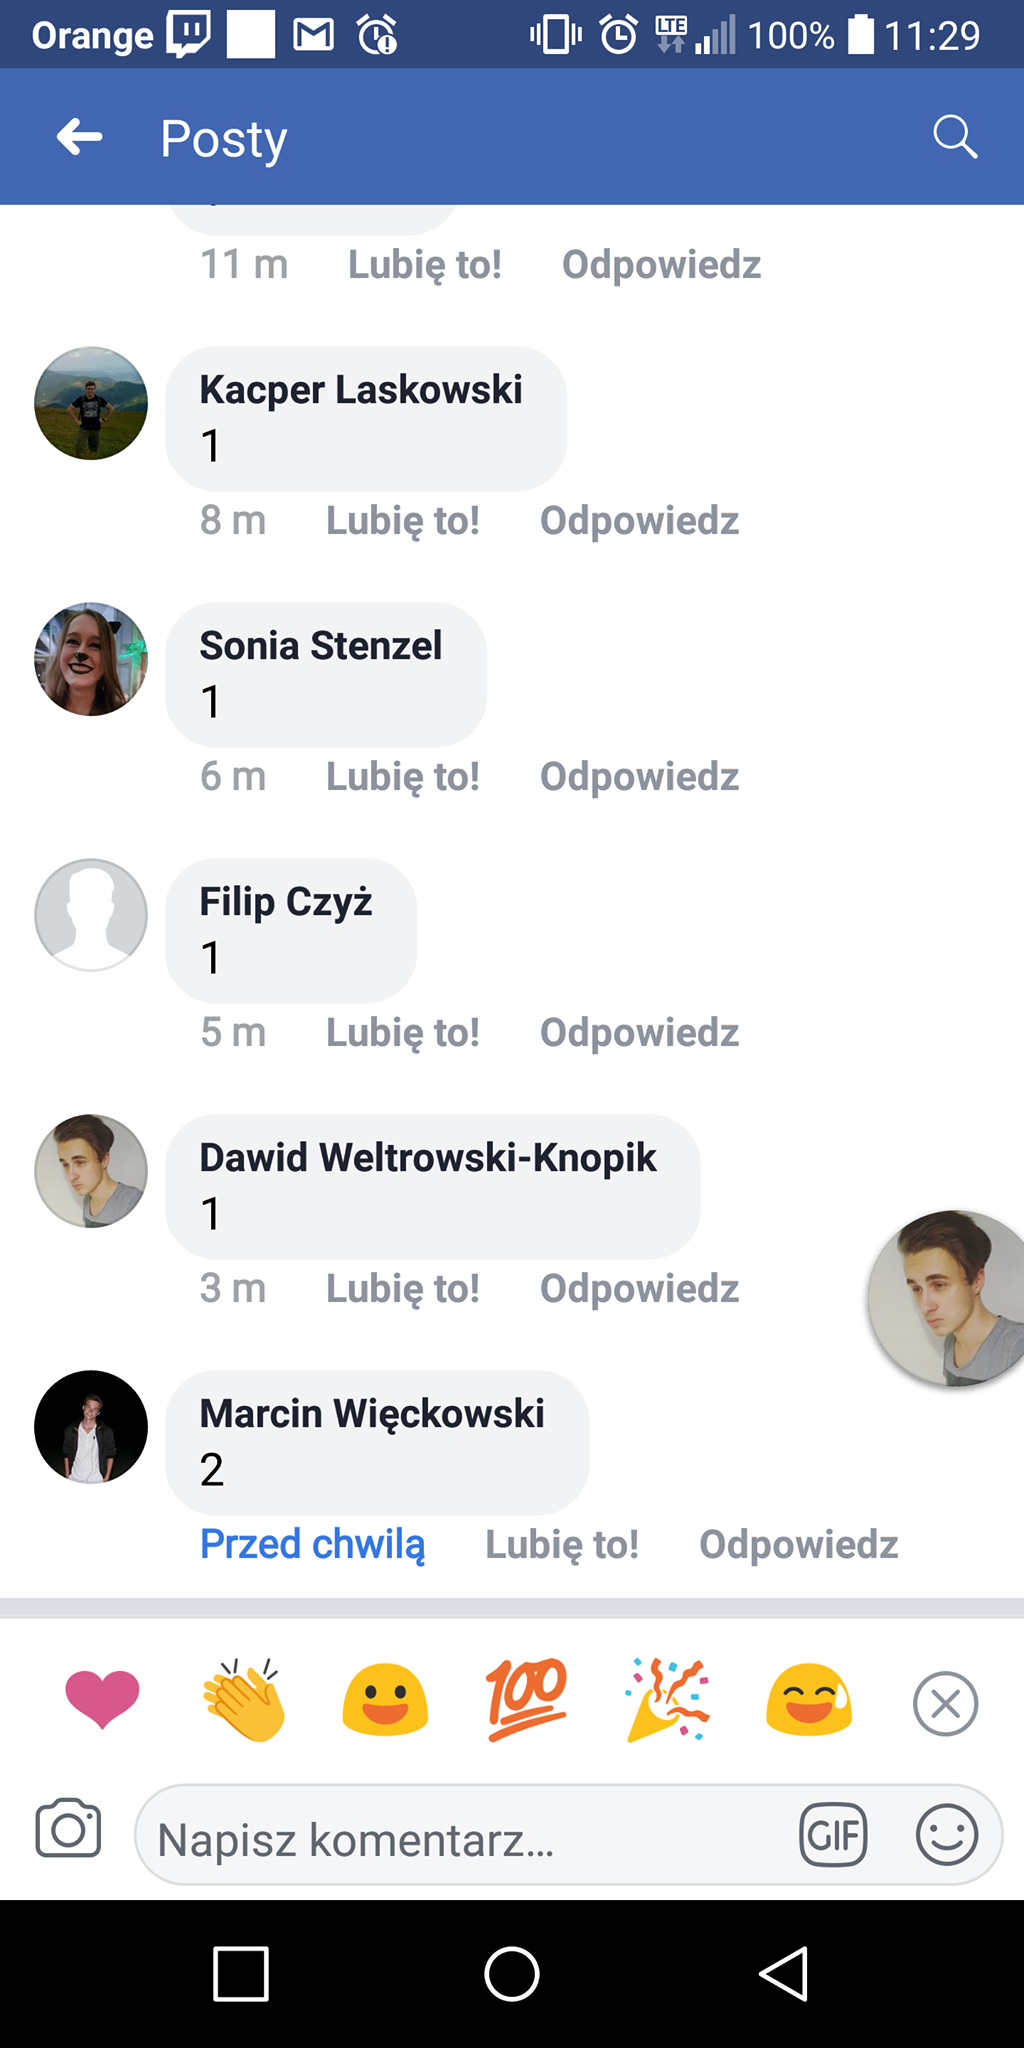 Orange LTE 100% 11:29
Posty
11 m Lubię to! Odpowiedz
Kacper Laskowski
1
8 m Lubię to! Odpowiedz
Sonia Stenzel
1
6 m Lubię to! Odpowiedz
Filip Czyż
1
5 m Lubię to! Odpowiedz
Dawid Weltrowski-Knopik
1
3 m Lubię to! Odpowiedz
Marcin Więckowski
2
Przed chwilą Lubię to! Odpowiedz
100
Napisz komentarz... GIF